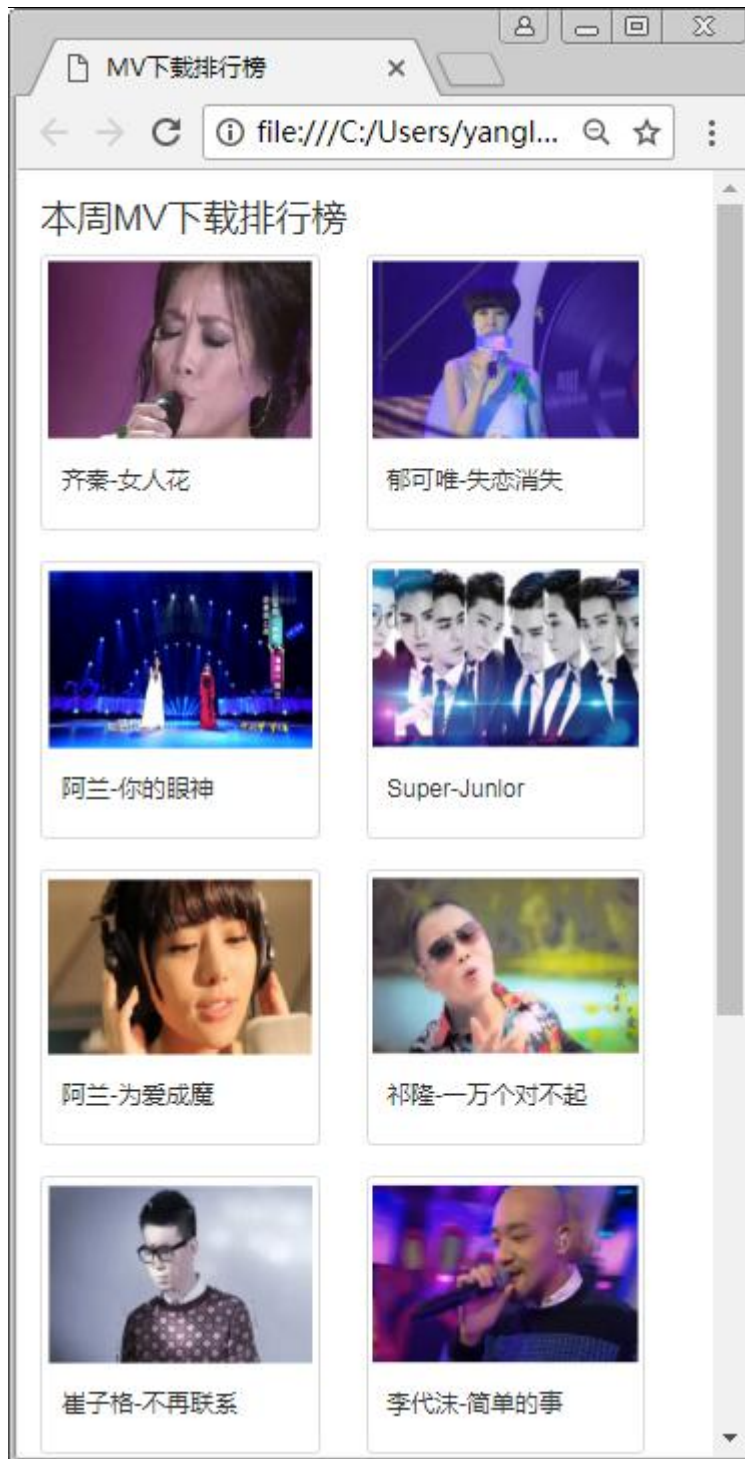 MV下载排行榜
file:///C:/Users/yangl...
本周MV下载排行榜
齐秦-女人花
郁可唯-失恋消失
阿兰-你的眼神
Super-Junlor
阿兰-为爱成魔
祁隆-一万个对不起
崔子格-不再联系
李代沫-简单的事